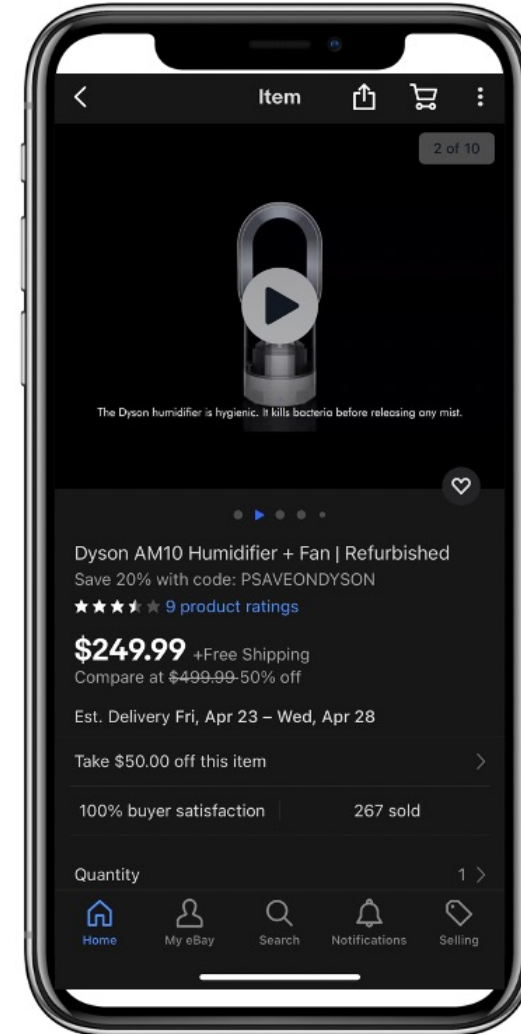 Item
2 of 10
The Dyson humidifier is hygienic. It kills bacteria before releasing any mist.
Dyson AM10 Humidifier + Fan | Refurbished
Save 20% with code: PSAVEONDYSON
9 product ratings
$249.99 +Free Shipping
Compare at $499.99 50% off
Est. Delivery Fri, Apr 23 – Wed, Apr 28
Take $50.00 off this item
100% buyer satisfaction 267 sold
Quantity 1
Home My eBay Search Notifications Selling